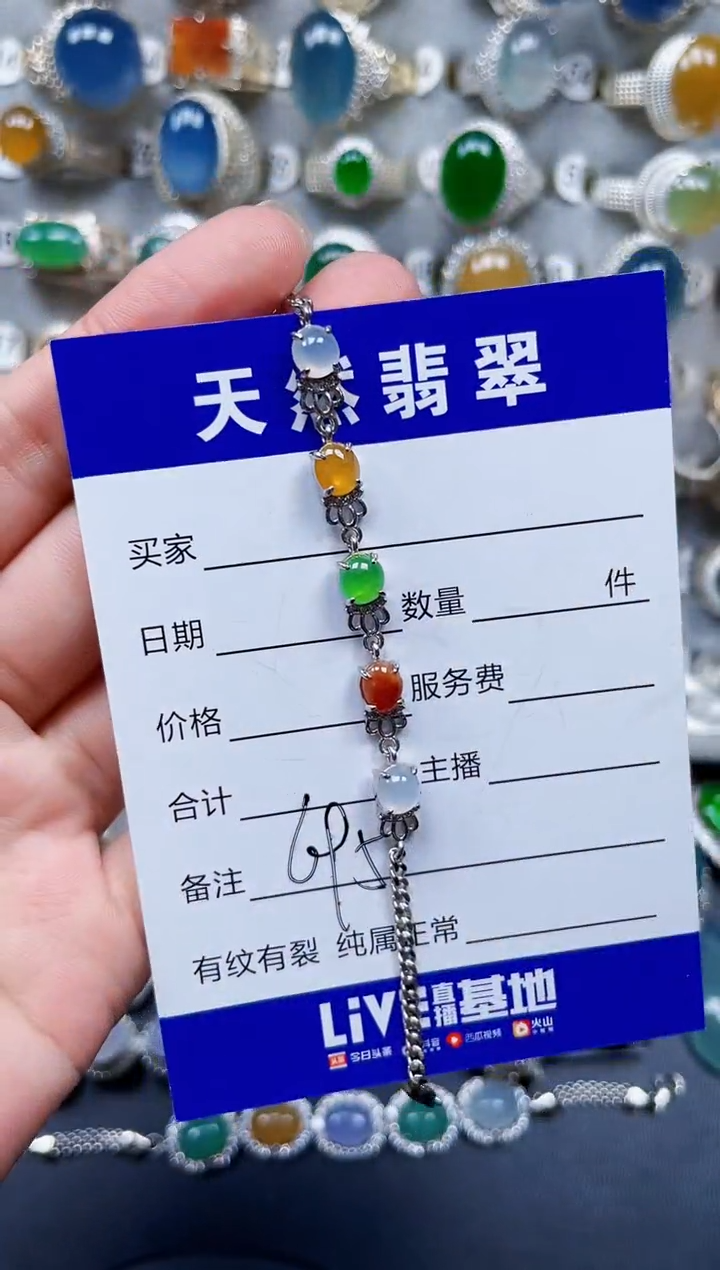 天然翡翠
买家
日期 数量 件
价格 服务费
合计 主播
备注
有纹有裂 纯属正常
LiVE直播基地
今日头条 抖音 西瓜视频 火山